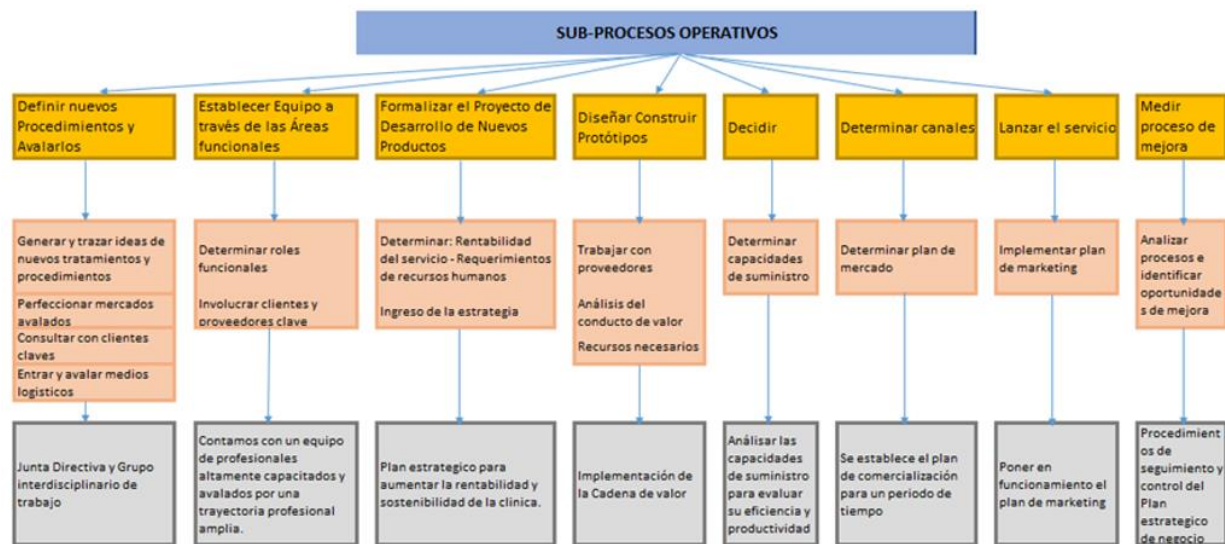 SUB-PROCESOS OPERATIVOS
Definir nuevos
Procedimientos y
Avalarlos
Establecer Equipo a
través de las Áreas
funcionales
Formalizar el Proyecto de
Desarrollo de Nuevos
Productos
Diseñar Construir
Protótipos
Decidir
Determinar canales
Lanzar el servicio
Medir
proceso de
mejora
Generar y trazar ideas de
nuevos tratamientos y
procedimientos
Perfeccionar mercados
avalados
Consultar con clientes
claves
Entrar y avalar medios
logisticos
Determinar roles
funcionales
Involucrar clientes y
proveedores clave
Determinar: Rentabilidad
del servicio - Requerimientos
de recursos humanos
Ingreso de la estrategia
Trabajar con
proveedores
Análisis del
conducto de valor
Recursos necesarios
Determinar
capacidades
de suministro
Determinar plan de
mercado
Implementar plan
de marketing
Analizar
procesos e
identificar
oportunidade
s de mejora
Junta Directiva y Grupo
interdisciplinario de
trabajo
Contamos con un equipo
de profesionales
altamente capacitados y
avalados por una
trayectoria profesional
amplia.
Plan estrategico para
aumentar la rentabilidad y
sostenibilidad de la clinica.
Implementación de
la Cadena de valor
Análisar las
capacidades
de suministro
para evaluar
su eficiencia y
productividad
Se establece el plan
de comercialización
para un periodo de
tiempo
Poner en
funcionamiento el
plan de marketing
Procedimient
os de
seguimiento y
control del
Plan
estrategico
de negocio